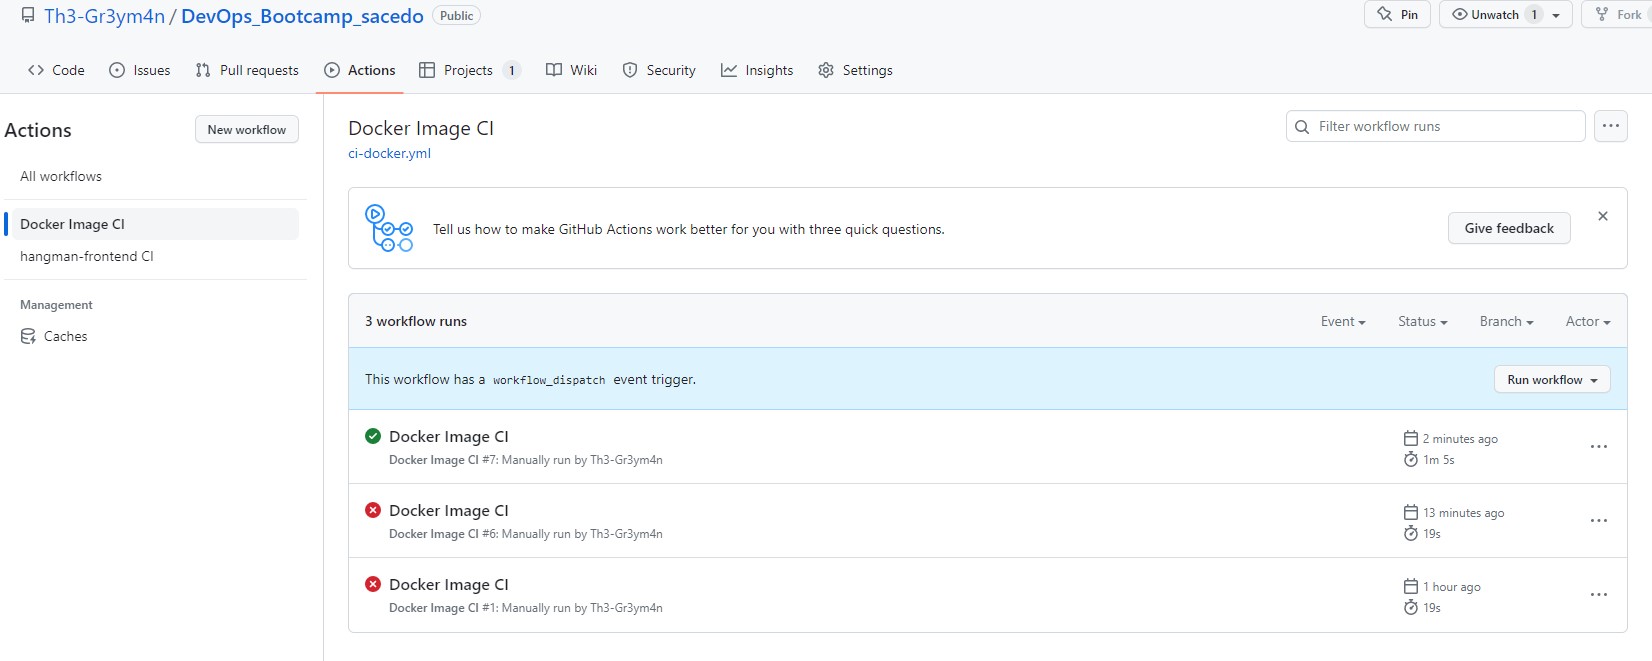 Th3-Gr3ym4n / DevOps_Bootcamp_sacedo Public Pin Unwatch 1 Fork
Code Issues Pull requests Actions Projects 1 Wiki Security Insights Settings
Actions New workflow
All workflows
Docker Image CI
hangman-frontend CI
Management
Caches
Docker Image CI
ci-docker.yml
Filter workflow runs
Tell us how to make GitHub Actions work better for you with three quick questions.
Give feedback
3 workflow runs Event Status Branch Actor
This workflow has a workflow_dispatch event trigger. Run workflow
Docker Image CI
Docker Image CI #7: Manually run by Th3-Gr3ym4n
2 minutes ago
1m 5s
Docker Image CI
Docker Image CI #6: Manually run by Th3-Gr3ym4n
13 minutes ago
19s
Docker Image CI
Docker Image CI #1: Manually run by Th3-Gr3ym4n
1 hour ago
19s